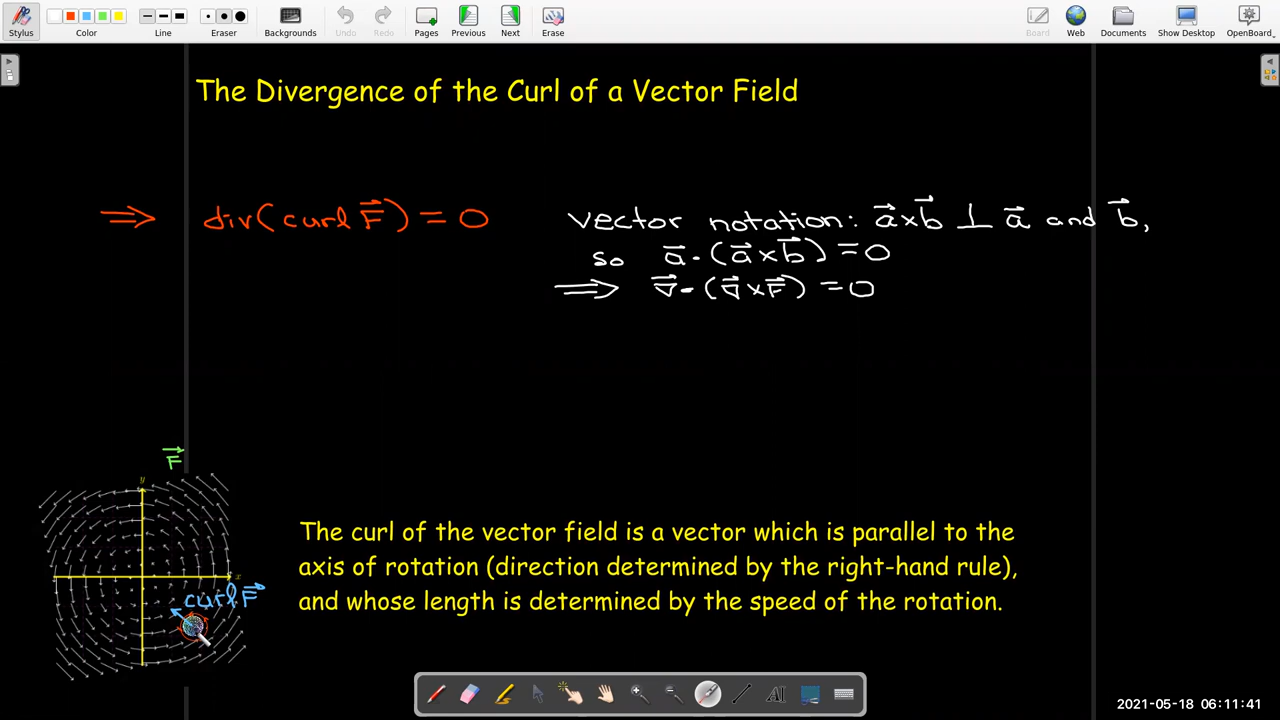 Stylus Color Line Eraser Backgrounds Undo Redo Pages Previous Next Erase Board Web Documents Show Desktop OpenBoard
The Divergence of the Curl of a Vector Field
⟹ div(curl F⃗) = 0
vector notation: a⃗×b⃗ ⊥ a⃗ and b⃗,
so a⃗·(a⃗×b⃗) = 0
⟹ ∇⃗·(∇⃗×F⃗) = 0
F⃗
y
x
curl F⃗
The curl of the vector field is a vector which is parallel to the
axis of rotation (direction determined by the right-hand rule),
and whose length is determined by the speed of the rotation.
AI
2021-05-18 06:11:41